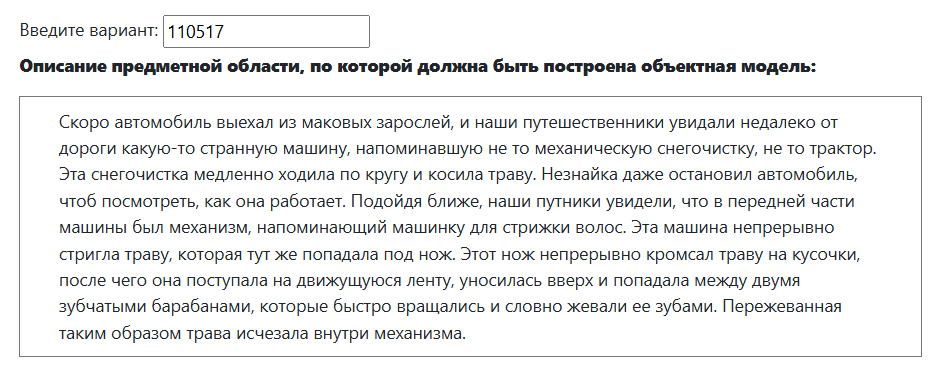 Введите вариант: 110517
Описание предметной области, по которой должна быть построена объектная модель:
Скоро автомобиль выехал из маковых зарослей, и наши путешественники увидали недалеко от
дороги какую-то странную машину, напоминавшую не то механическую снегочистку, не то трактор.
Эта снегочистка медленно ходила по кругу и косила траву. Незнайка даже остановил автомобиль,
чтоб посмотреть, как она работает. Подойдя ближе, наши путники увидели, что в передней части
машины был механизм, напоминающий машинку для стрижки волос. Эта машина непрерывно
стригла траву, которая тут же попадала под нож. Этот нож непрерывно кромсал траву на кусочки,
после чего она поступала на движущуюся ленту, уносилась вверх и попадала между двумя
зубчатыми барабанами, которые быстро вращались и словно жевали ее зубами. Пережеванная
таким образом трава исчезала внутри механизма.